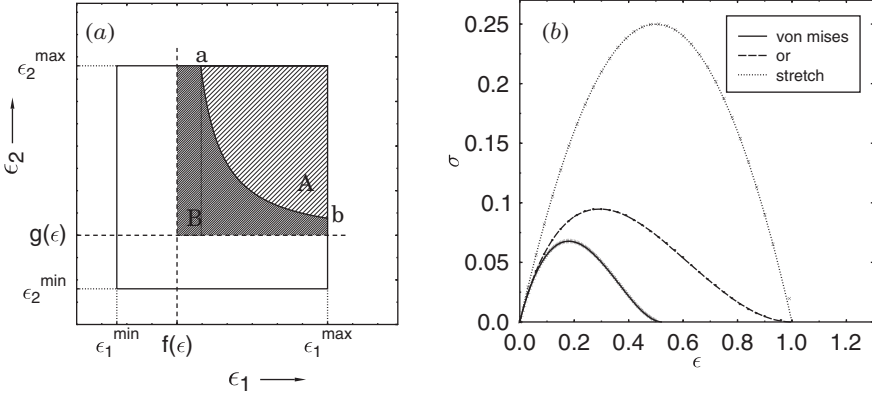 (a)
a
ϵ₂ᵐᵃˣ
ϵ₂
A
B
b
g(ϵ)
ϵ₂ᵐⁱⁿ
ϵ₁ᵐⁱⁿ
f(ϵ)
ϵ₁ᵐᵃˣ
ϵ₁
(b)
von mises
or
stretch
0.25
0.2
0.15
0.1
0.05
0.0
σ
0.0 0.2 0.4 0.6 0.8 1.0 1.2
ϵ